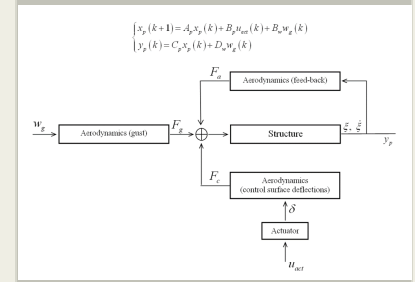 x_p(k+1)=A_p x_p(k)+B_p u_act(k)+B_w w_g(k)
y_p(k)=C_p x_p(k)+D_w w_g(k)
F_a
Aerodynamics (feed-back)
w_g
Aerodynamics (gust)
F_g
Structure
ξ, ξ̇
y_p
F_c
Aerodynamics
(control surface deflections)
δ
Actuator
u_act